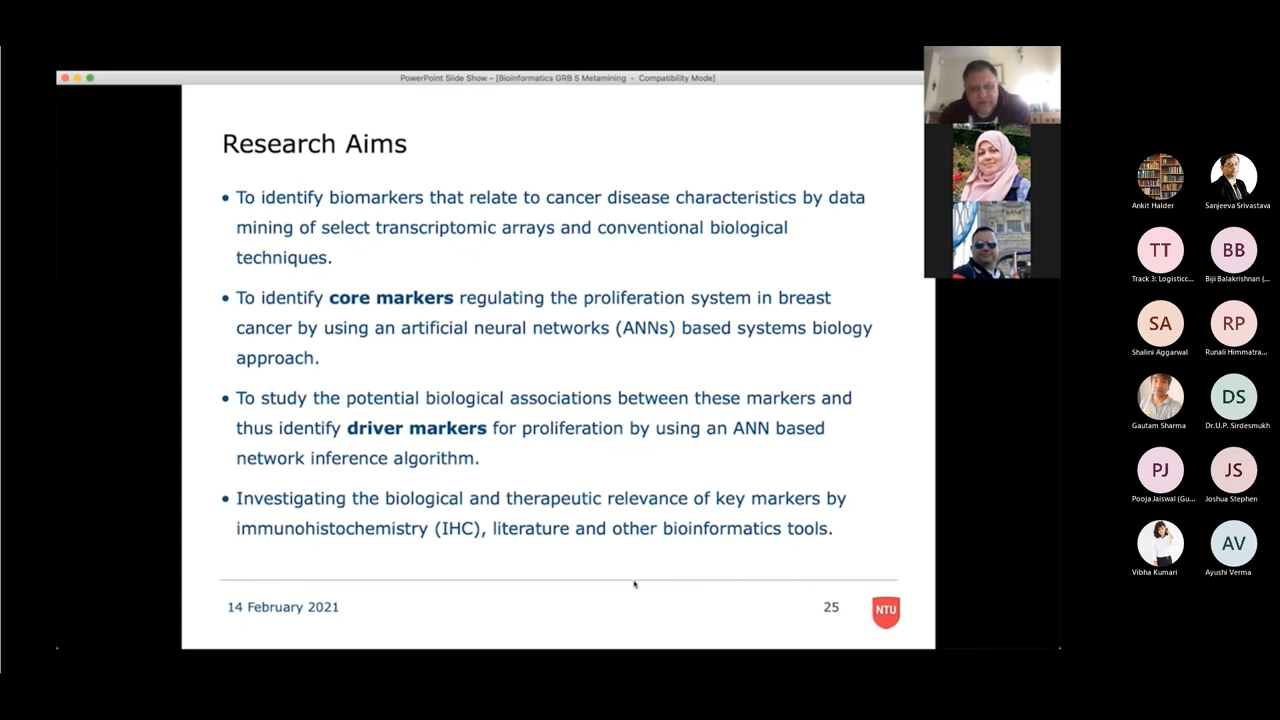 PowerPoint Slide Show – [Bioinformatics GRB 5 Metamining - Compatibility Mode]
Research Aims
• To identify biomarkers that relate to cancer disease characteristics by data
mining of select transcriptomic arrays and conventional biological
techniques.
• To identify core markers regulating the proliferation system in breast
cancer by using an artificial neural networks (ANNs) based systems biology
approach.
• To study the potential biological associations between these markers and
thus identify driver markers for proliferation by using an ANN based
network inference algorithm.
• Investigating the biological and therapeutic relevance of key markers by
immunohistochemistry (IHC), literature and other bioinformatics tools.
14 February 2021
25
NTU
Ankit Halder
Sanjeeva Srivastava
TT
BB
Track 3: Logisticc...
Biji Balakrishnan (...
SA
RP
Shalini Aggarwal
Runali Himmatra...
DS
Gautam Sharma
Dr.U.P. Sirdesmukh
PJ
JS
Pooja Jaiswal (Gu...
Joshua Stephen
AV
Vibha Kumari
Ayushi Verma